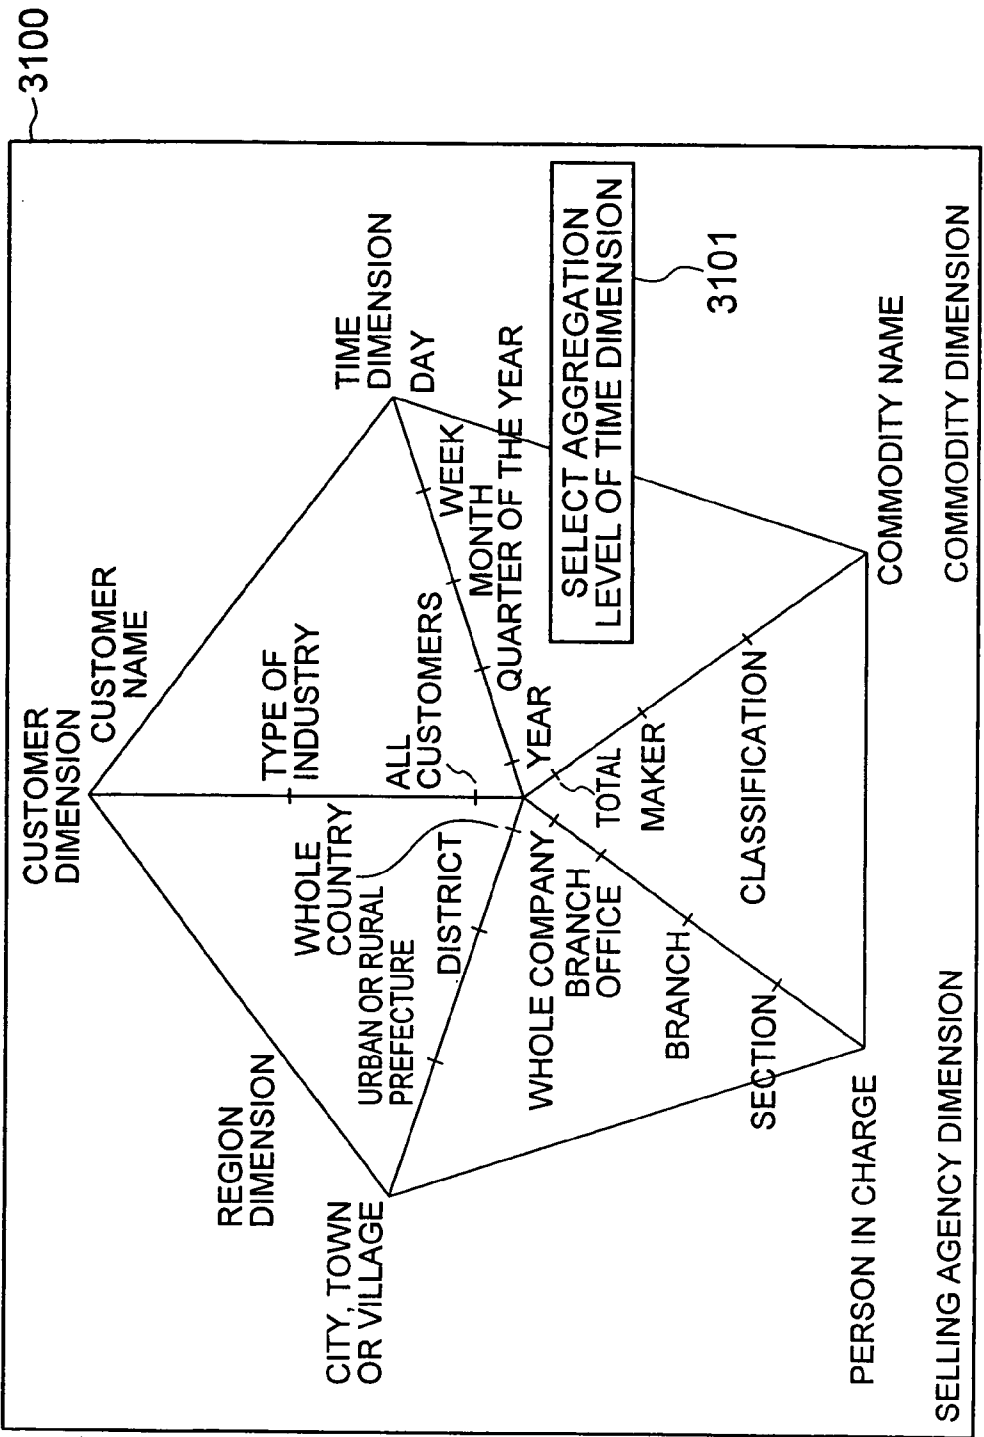 3100
CUSTOMER
DIMENSION
CUSTOMER
NAME
REGION
DIMENSION
TYPE OF
INDUSTRY
TIME
DIMENSION
DAY
CITY, TOWN
OR VILLAGE
WHOLE
COUNTRY
URBAN OR RURAL
PREFECTURE
DISTRICT
ALL
CUSTOMERS
WEEK
MONTH
QUARTER OF THE YEAR
YEAR
WHOLE COMPANY
BRANCH
OFFICE
BRANCH
SECTION
TOTAL
MAKER
CLASSIFICATION
SELECT AGGREGATION
LEVEL OF TIME DIMENSION
3101
PERSON IN CHARGE
COMMODITY NAME
SELLING AGENCY DIMENSION
COMMODITY DIMENSION